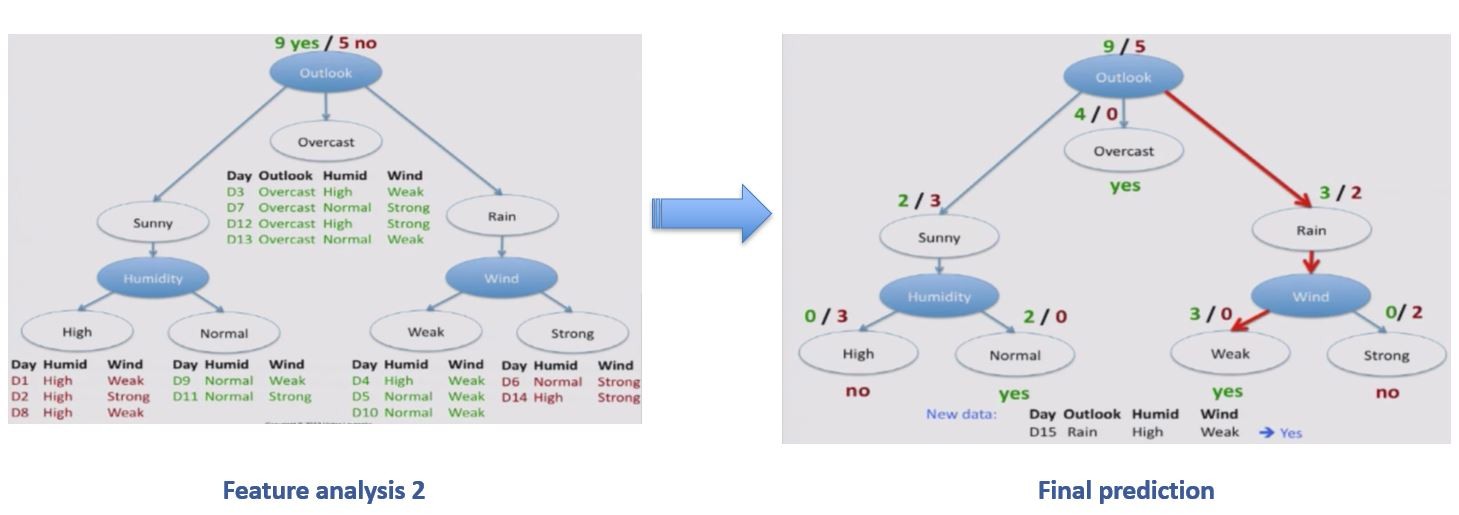 9 yes / 5 no
Outlook
Overcast
Day Outlook Humid Wind
D3 Overcast High Weak
D7 Overcast Normal Strong
D12 Overcast High Strong
D13 Overcast Normal Weak
Sunny
Rain
Humidity
Wind
High
Normal
Weak
Strong
Day Humid Wind
D1 High Weak
D2 High Strong
D8 High Weak
Day Humid Wind
D9 Normal Weak
D11 Normal Strong
Day Humid Wind
D4 High Weak
D5 Normal Weak
D10 Normal Weak
Day Humid Wind
D6 Normal Strong
D14 High Strong
Feature analysis 2
9 / 5
Outlook
4 / 0
Overcast
yes
2 / 3
Sunny
3 / 2
Rain
Humidity
Wind
0 / 3
High
no
2 / 0
Normal
yes
3 / 0
Weak
yes
0/ 2
Strong
no
New data: Day Outlook Humid Wind
D15 Rain High Weak → Yes
Final prediction